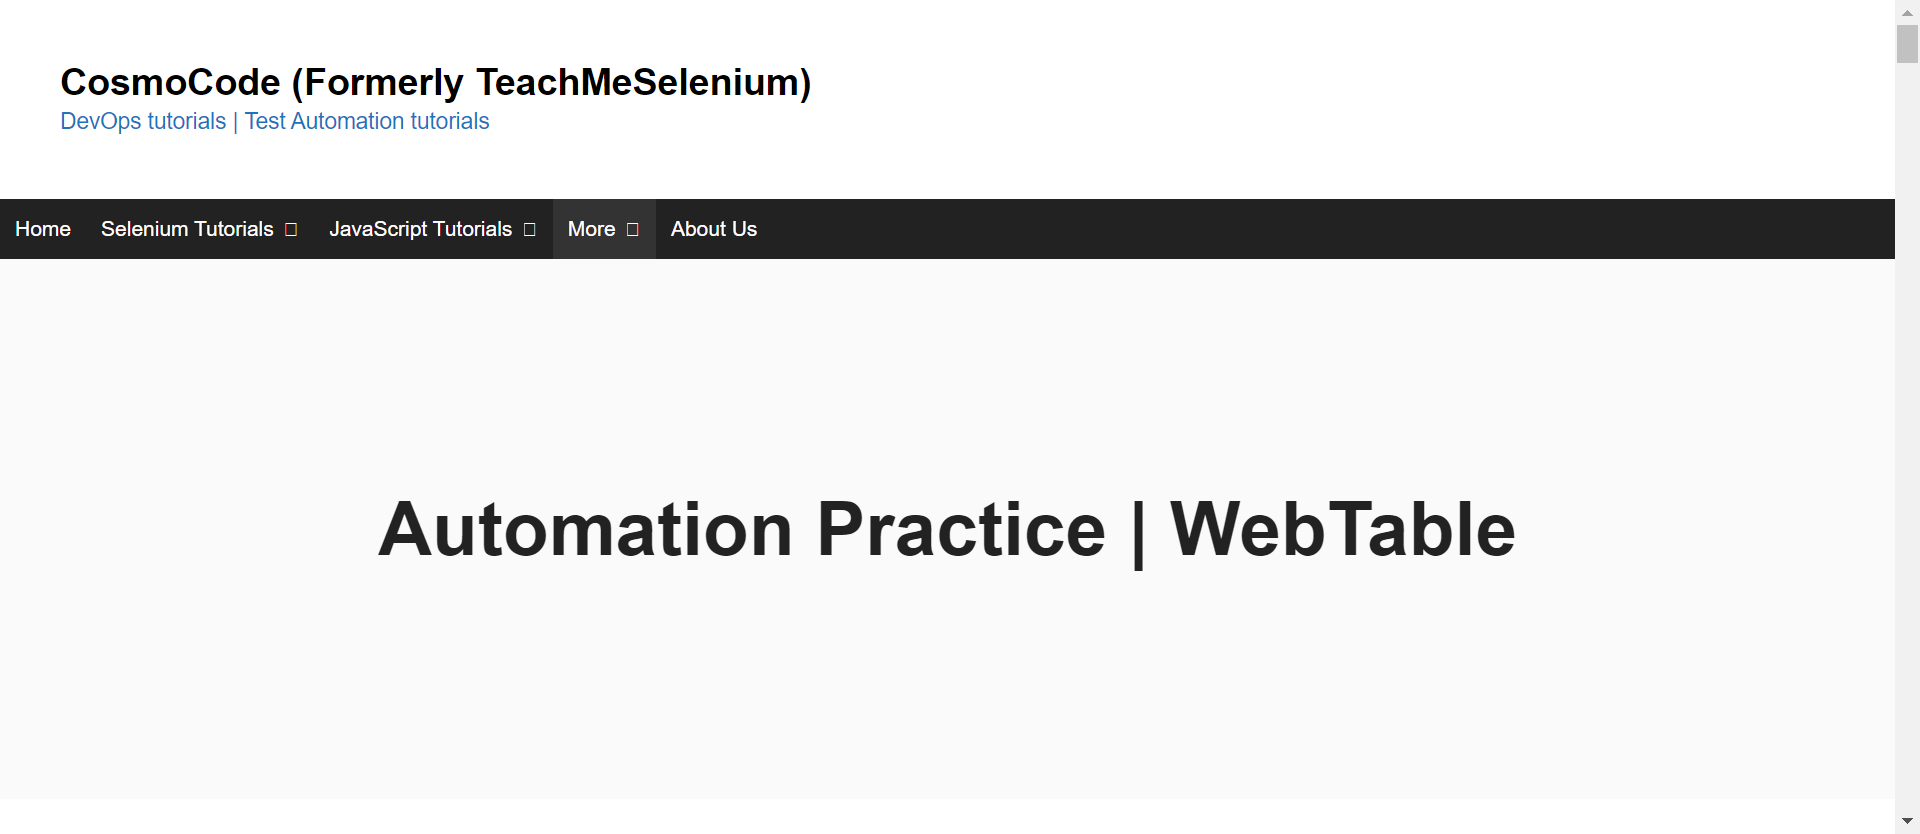 CosmoCode (Formerly TeachMeSelenium)
DevOps tutorials | Test Automation tutorials
Home Selenium Tutorials JavaScript Tutorials More About Us
Automation Practice | WebTable